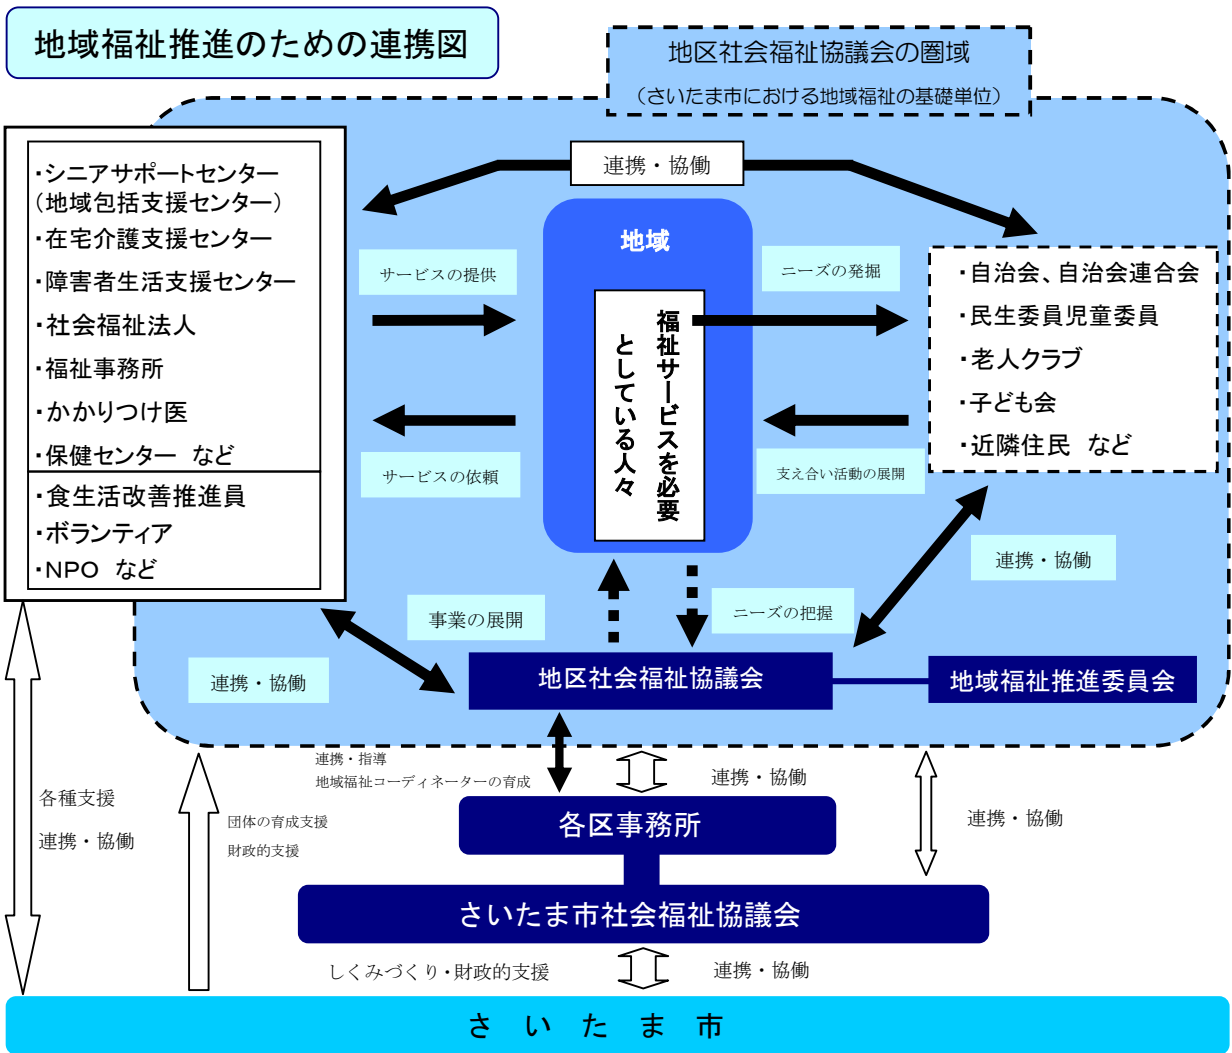 地域福祉推進のための連携図
地区社会福祉協議会の圏域
（さいたま市における地域福祉の基礎単位）
・シニアサポートセンター
（地域包括支援センター）
・在宅介護支援センター
・障害者生活支援センター
・社会福祉法人
・福祉事務所
・かかりつけ医
・保健センター など
・食生活改善推進員
・ボランティア
・NPO など
連携・協働
地域
福祉サービスを必要
としている人々
サービスの提供
サービスの依頼
ニーズの発掘
支え合い活動の展開
・自治会、自治会連合会
・民生委員児童委員
・老人クラブ
・子ども会
・近隣住民 など
連携・協働
事業の展開
ニーズの把握
連携・協働
地区社会福祉協議会
地域福祉推進委員会
連携・指導
地域福祉コーディネーターの育成
連携・協働
各種支援
連携・協働
団体の育成支援
財政的支援
連携・協働
各区事務所
さいたま市社会福祉協議会
しくみづくり・財政的支援
連携・協働
さいたま市